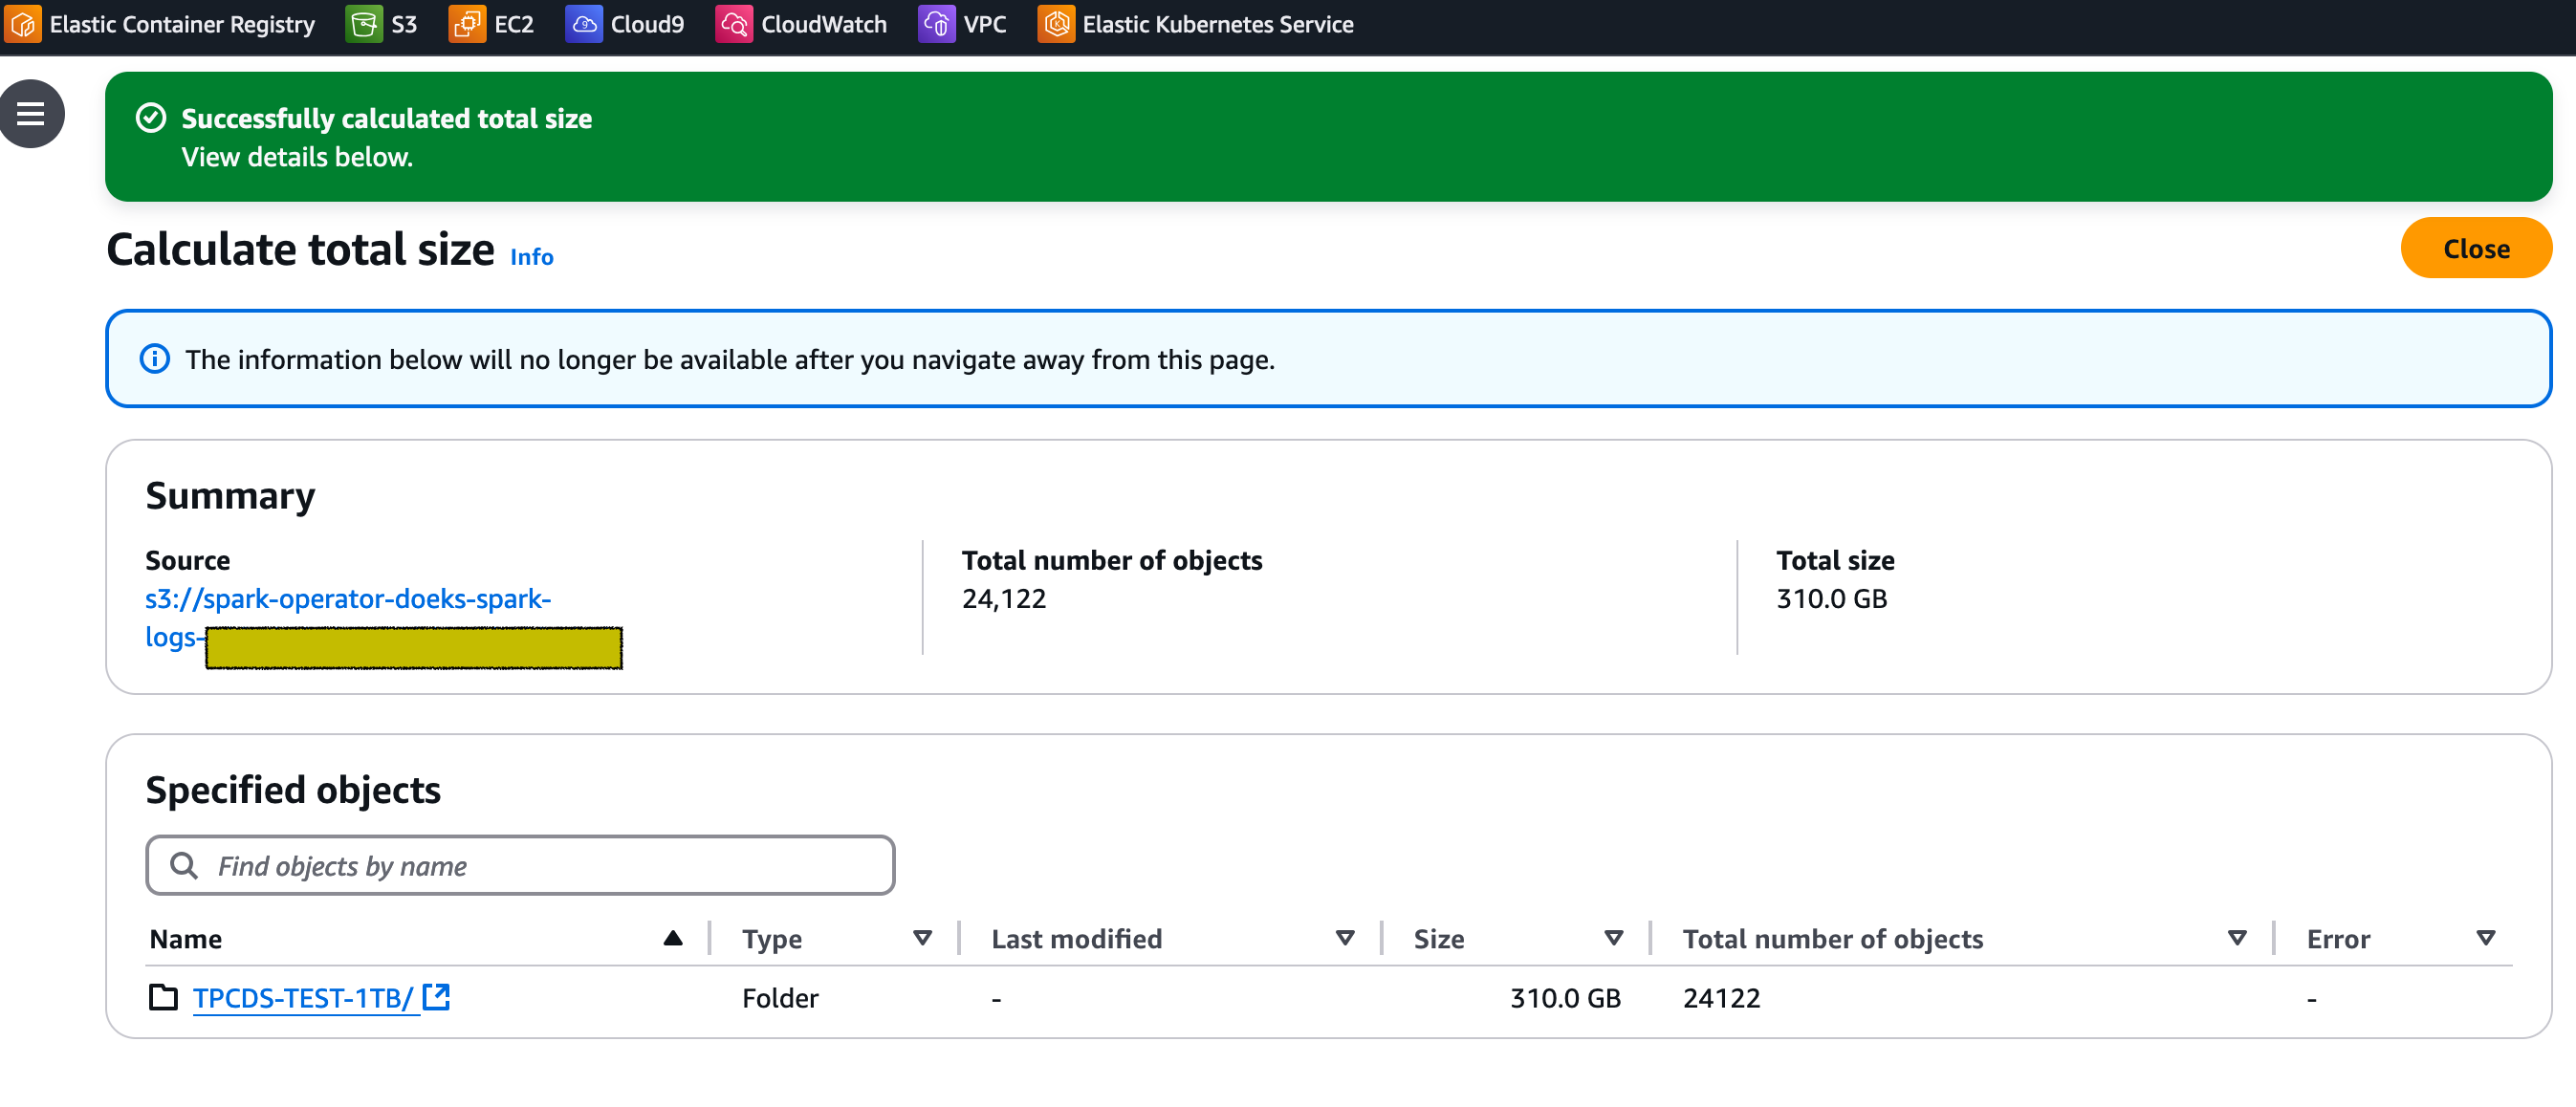 Elastic Container Registry S3 EC2 Cloud9 CloudWatch VPC Elastic Kubernetes Service
Successfully calculated total size
View details below.
Calculate total size Info
Close
The information below will no longer be available after you navigate away from this page.
Summary
Source
s3://spark-operator-doeks-spark-
logs-
Total number of objects
24,122
Total size
310.0 GB
Specified objects
Find objects by name
Name Type Last modified Size Total number of objects Error
TPCDS-TEST-1TB/ Folder - 310.0 GB 24122 -